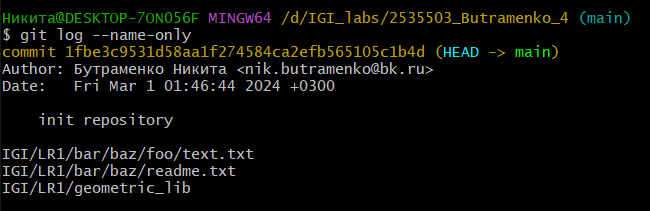 Никита@DESKTOP-7ON056F MINGW64 /d/IGI_labs/2535503_Butramenko_4 (main)
$ git log --name-only
commit 1fbe3c9531d58aa1f274584ca2efb565105c1b4d (HEAD -> main)
Author: Бутраменко Никита <nik.butramenko@bk.ru>
Date:   Fri Mar 1 01:46:44 2024 +0300
    init repository
IGI/LR1/bar/baz/foo/text.txt
IGI/LR1/bar/baz/readme.txt
IGI/LR1/geometric_lib